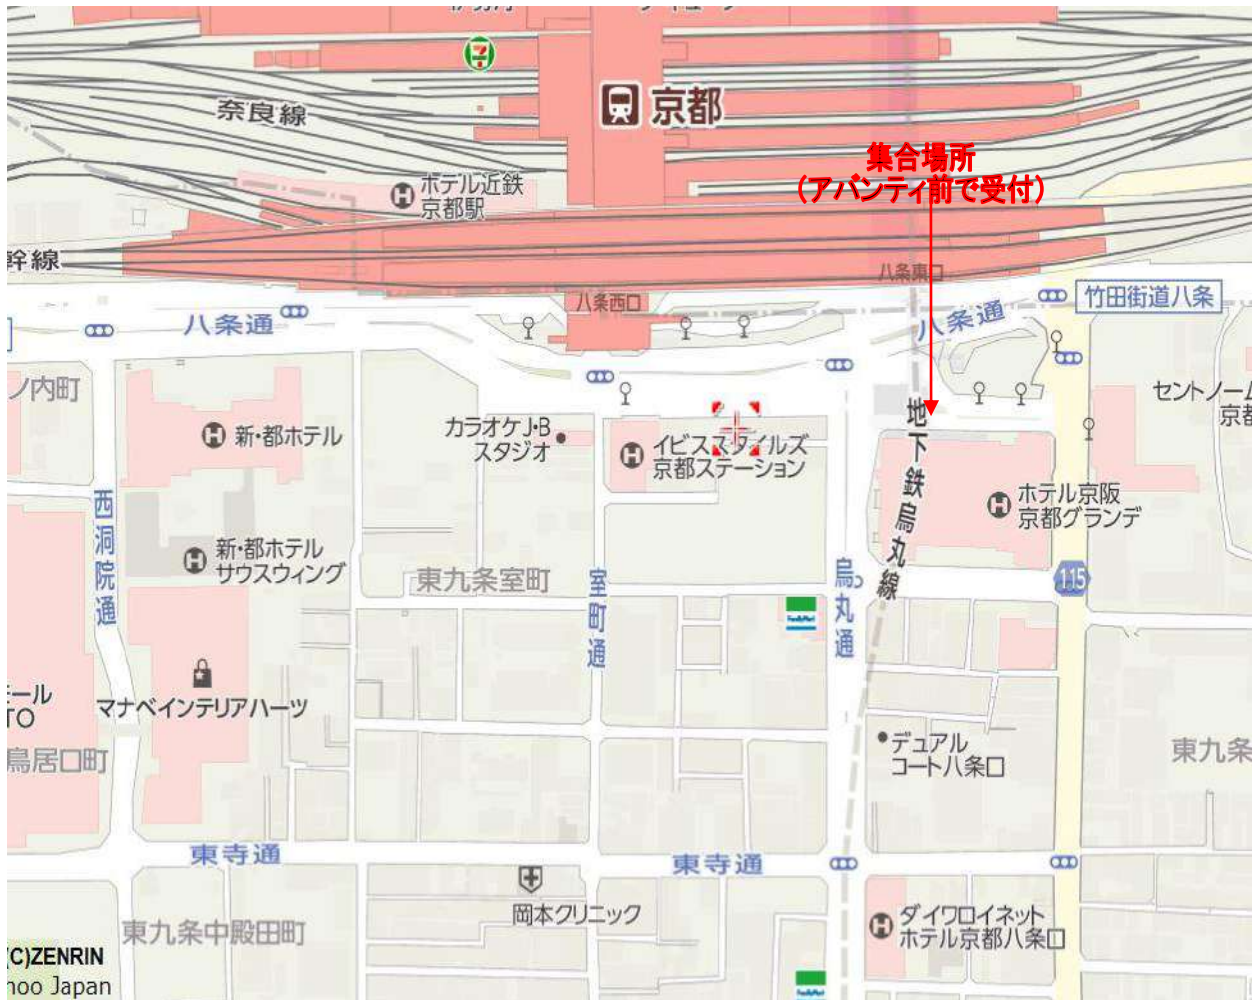 奈良線
京都
集合場所
(アバンティ前で受付)
ホテル近鉄
京都駅
幹線
八条東口
八条西口
竹田街道八条
八条通
八条通
ノ内町
セントノーム
京都
新・都ホテル
カラオケJ・B
スタジオ
イビススタイルズ
京都ステーション
地下鉄烏丸線
ホテル京阪
京都グランデ
西洞院通
新・都ホテル
サウスウィング
東九条室町
室町通
烏丸通
115
FamilyMart
マナベインテリアハーツ
モール
TO
鳥居口町
デュアル
コート八条口
東九条
東寺通
東寺通
岡本クリニック
東九条中殿田町
ダイワロイネット
ホテル京都八条口
(C)ZENRIN
hoo Japan
FamilyMart